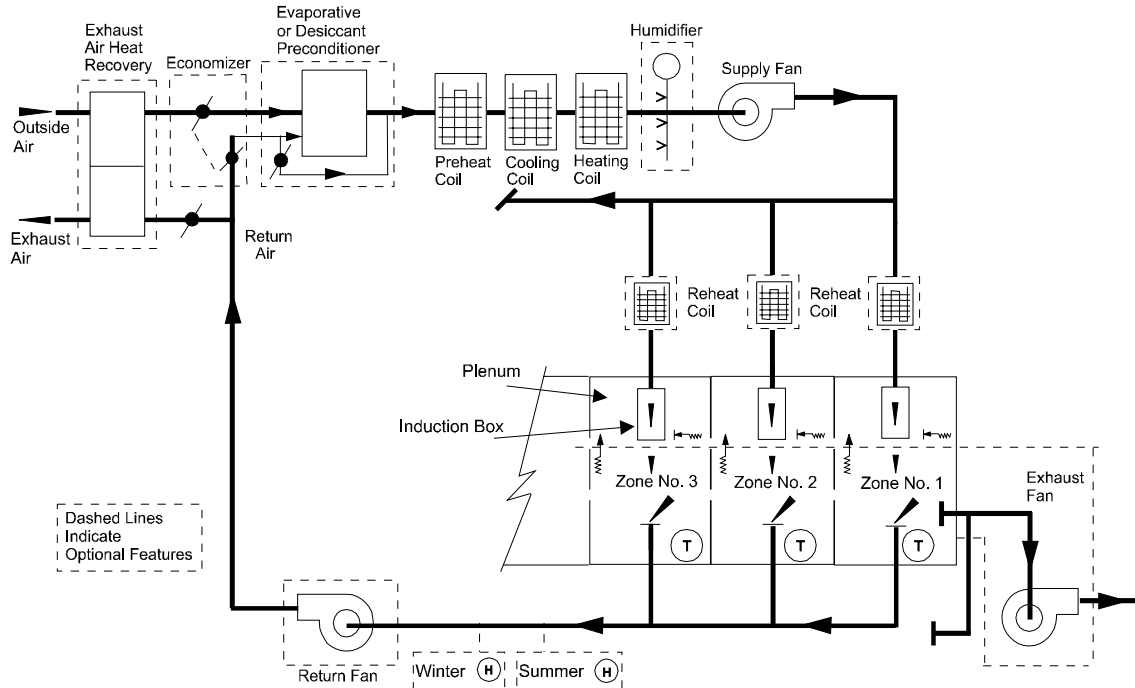 Exhaust
Air Heat
Recovery
Economizer
Evaporative
or Desiccant
Preconditioner
Humidifier
Supply Fan
Outside
Air
Preheat
Coil
Cooling
Coil
Heating
Coil
Exhaust
Air
Return
Air
Reheat
Coil
Reheat
Coil
Plenum
Induction Box
Zone No. 3
Zone No. 2
Zone No. 1
Exhaust
Fan
T
T
T
Dashed Lines
Indicate
Optional Features
Return Fan
Winter H
Summer H